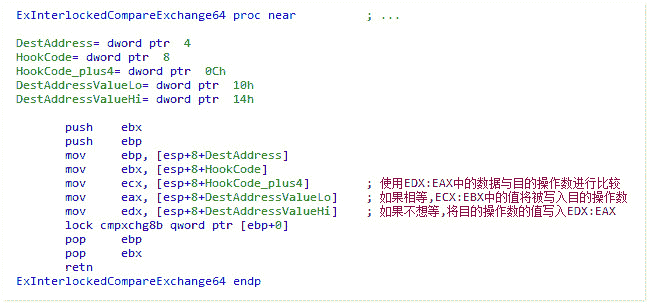 ExInterlockedCompareExchange64 proc near ; ...
DestAddress= dword ptr 4
HookCode= dword ptr 8
HookCode_plus4= dword ptr 0Ch
DestAddressValueLo= dword ptr 10h
DestAddressValueHi= dword ptr 14h
push ebx
push ebp
mov ebp, [esp+8+DestAddress]
mov ebx, [esp+8+HookCode]
mov ecx, [esp+8+HookCode_plus4] ; 使用EDX:EAX中的数据与目的操作数进行比较
mov eax, [esp+8+DestAddressValueLo] ; 如果相等,ECX:EBX中的值将被写入目的操作数
mov edx, [esp+8+DestAddressValueHi] ; 如果不想等,将目的操作数的值写入EDX:EAX
lock cmpxchg8b qword ptr [ebp+0]
pop ebp
pop ebx
retn
ExInterlockedCompareExchange64 endp